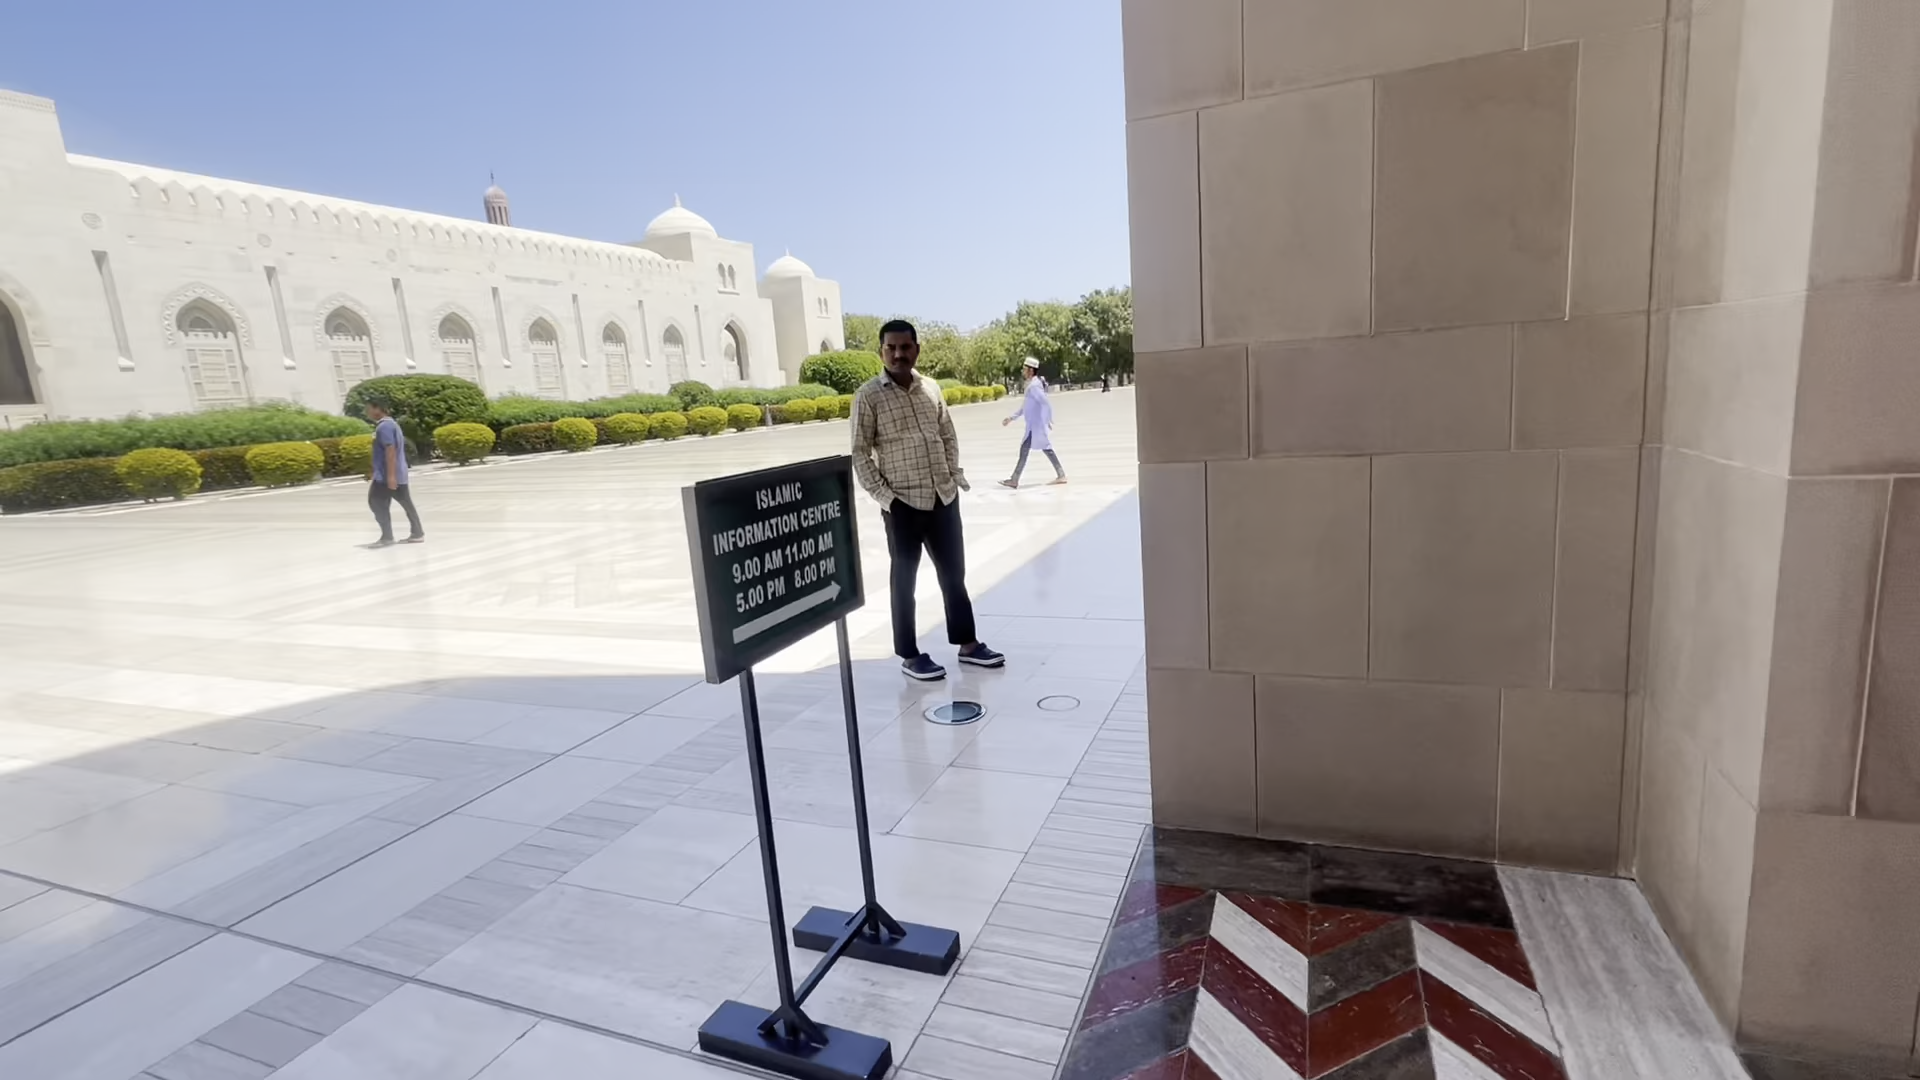 ISLAMIC
INFORMATION CENTRE
9.00 AM 11.00 AM
5.00 PM 8.00 PM